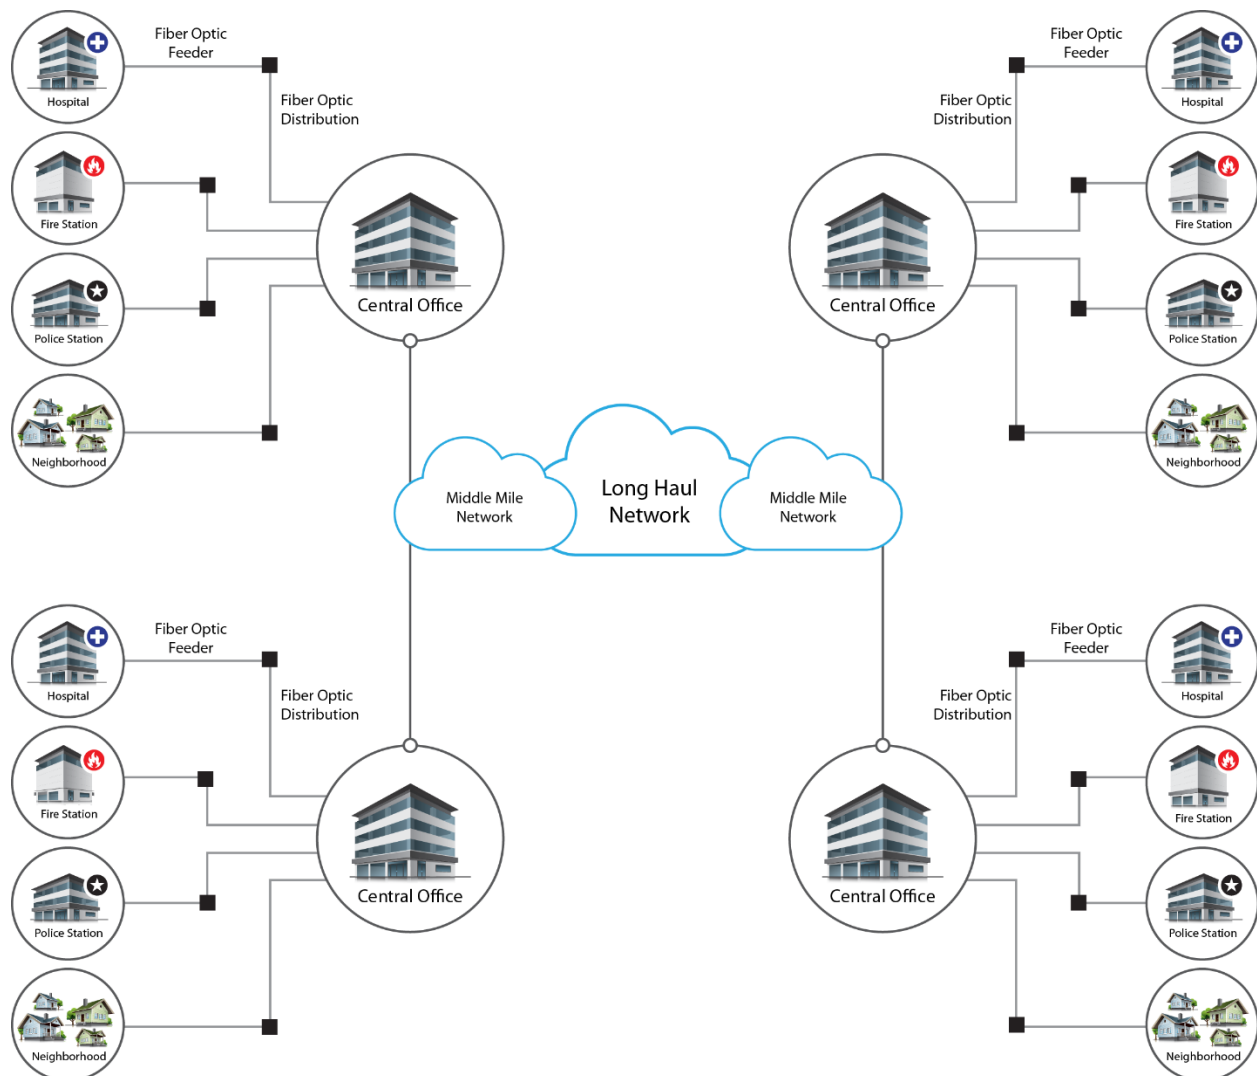 Fiber Optic
Feeder
Hospital
Fiber Optic
Distribution
Fire Station
Police Station
Neighborhood
Central Office
Fiber Optic
Feeder
Hospital
Fiber Optic
Distribution
Fire Station
Police Station
Neighborhood
Central Office
Middle Mile
Network
Long Haul
Network
Middle Mile
Network
Fiber Optic
Feeder
Hospital
Fiber Optic
Distribution
Fire Station
Police Station
Neighborhood
Central Office
Fiber Optic
Feeder
Hospital
Fiber Optic
Distribution
Fire Station
Police Station
Neighborhood
Central Office